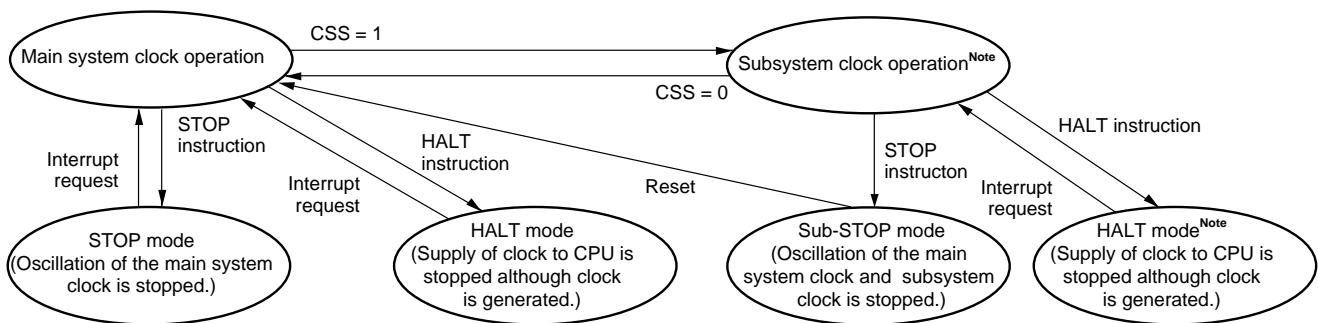 CSS = 1
Main system clock operation
Subsystem clock operationNote
CSS = 0
STOP
instruction
HALT
instruction
Interrupt
request
Interrupt
request
Reset
STOP
instructon
HALT instruction
Interrupt
request
STOP mode
(Oscillation of the main system
clock is stopped.)
HALT mode
(Supply of clock to CPU is
stopped although clock
is generated.)
Sub-STOP mode
(Oscillation of the main
system clock and subsystem
clock is stopped.)
HALT modeNote
(Supply of clock to CPU is
stopped although clock
is generated.)